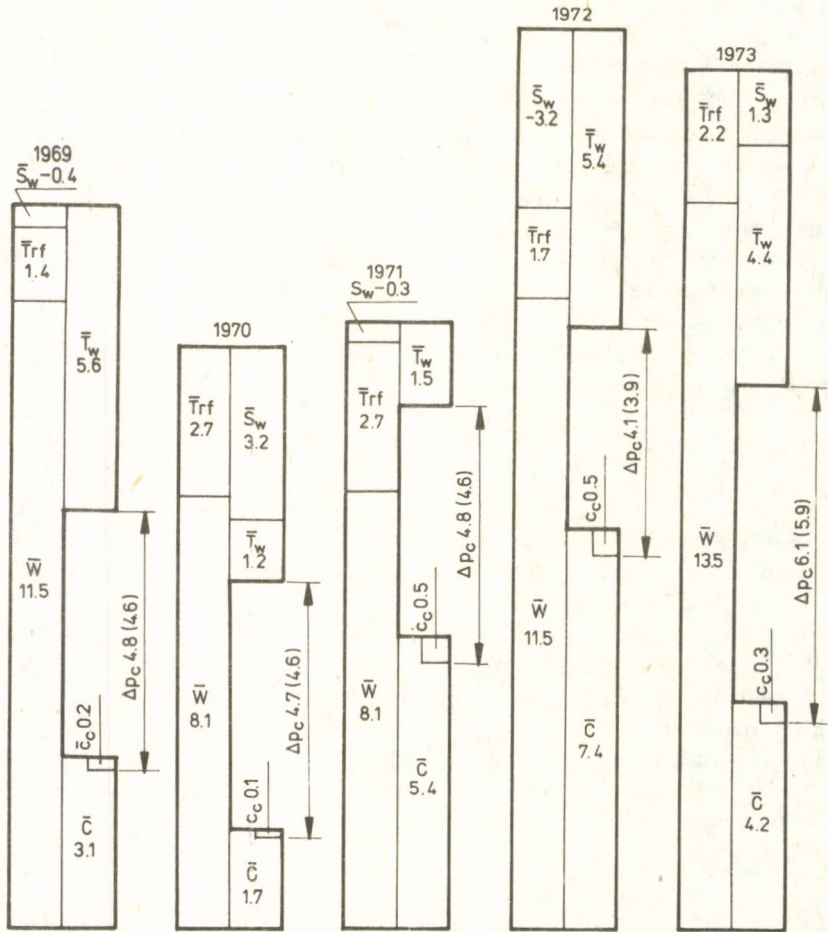 1969
S̄w -0.4
T̄rf
1.4
T̄w
5.6
W̄
11.5
Δpc 4.8 (4.6)
c̄c 0.2
C̄
3.1
1970
T̄rf
2.7
S̄w
3.2
T̄w
1.2
W̄
8.1
Δpc 4.7 (4.6)
cc 0.1
C̄
1.7
1971
Sw -0.3
T̄rf
2.7
T̄w
1.5
W̄
8.1
Δpc 4.8 (4.6)
cc 0.5
C̄
5.4
1972
S̄w
-3.2
T̄w
5.4
T̄rf
1.7
W̄
11.5
Δpc 4.1 (3.9)
cc 0.5
C̄
7.4
1973
T̄rf
2.2
S̄w
1.3
T̄w
4.4
W̄
13.5
Δpc 6.1 (5.9)
cc 0.3
C̄
4.2